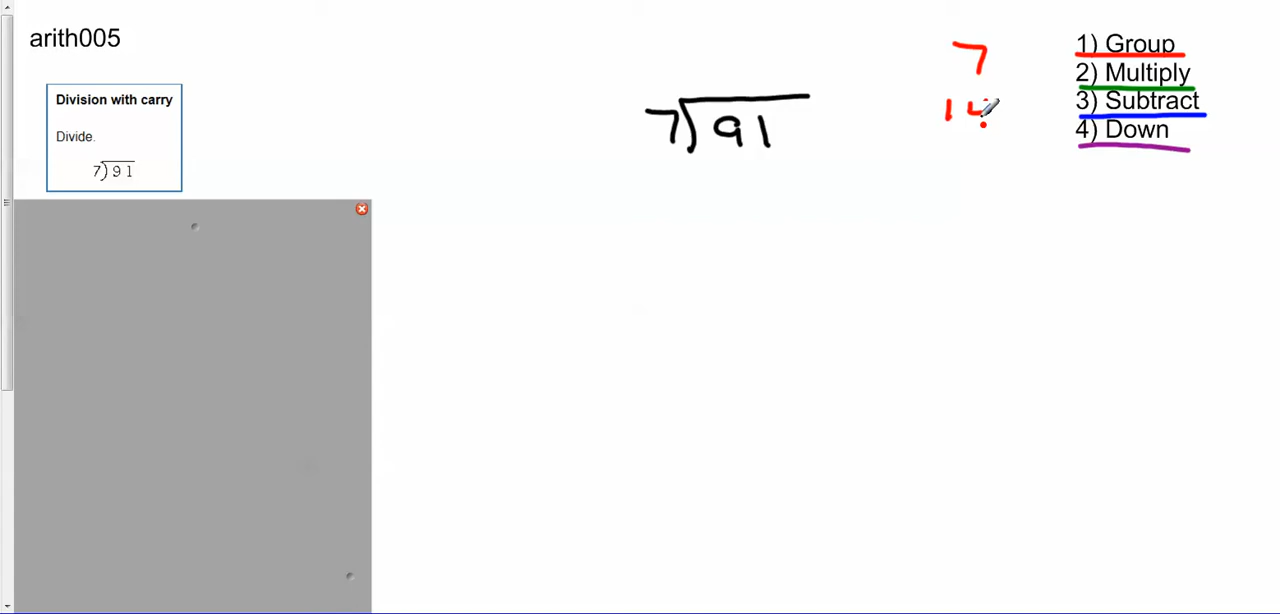 arith005
Division with carry
Divide.
7)91
7)91
7
14
1) Group
2) Multiply
3) Subtract
4) Down